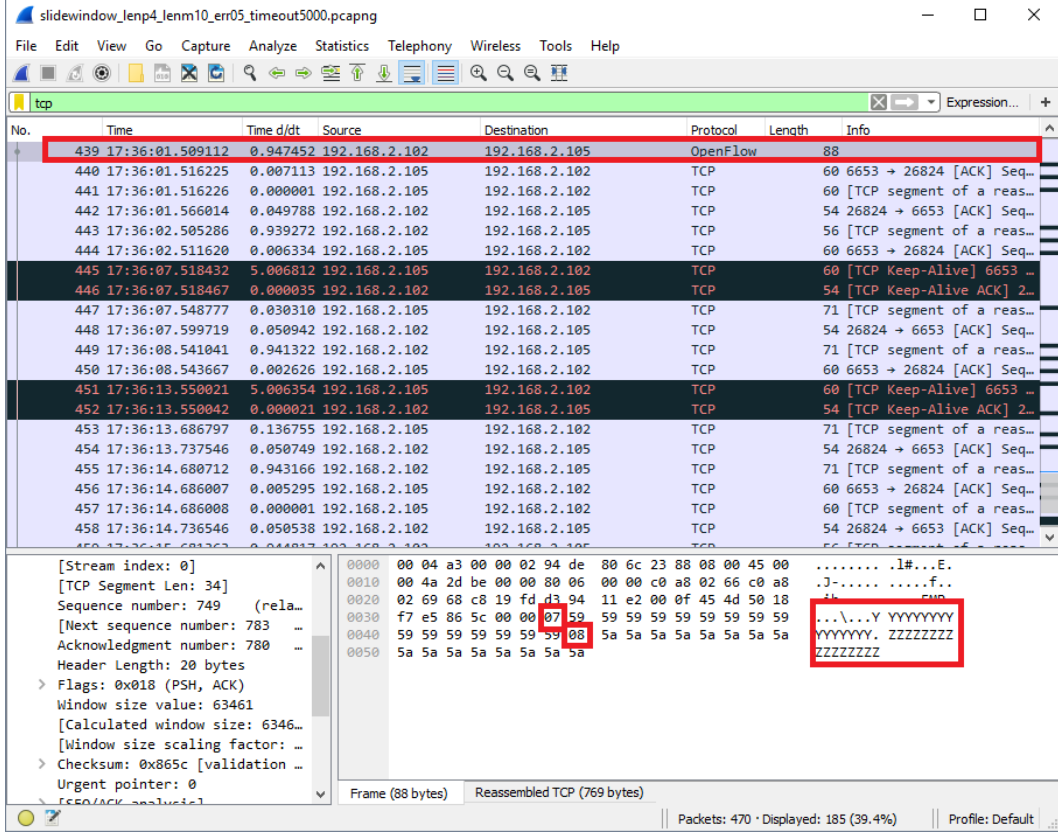 slidewindow_lenp4_lenm10_err05_timeout5000.pcapng
File Edit View Go Capture Analyze Statistics Telephony Wireless Tools Help
tcp Expression... +
No. Time Time d/dt Source Destination Protocol Length Info
439 17:36:01.509112 0.947452 192.168.2.102 192.168.2.105 OpenFlow 88
440 17:36:01.516225 0.007113 192.168.2.105 192.168.2.102 TCP 60 6653 → 26824 [ACK] Seq…
441 17:36:01.516226 0.000001 192.168.2.105 192.168.2.102 TCP 60 [TCP segment of a reas…
442 17:36:01.566014 0.049788 192.168.2.102 192.168.2.105 TCP 54 26824 → 6653 [ACK] Seq…
443 17:36:02.505286 0.939272 192.168.2.102 192.168.2.105 TCP 56 [TCP segment of a reas…
444 17:36:02.511620 0.006334 192.168.2.105 192.168.2.102 TCP 60 6653 → 26824 [ACK] Seq…
445 17:36:07.518432 5.006812 192.168.2.105 192.168.2.102 TCP 60 [TCP Keep-Alive] 6653 …
446 17:36:07.518467 0.000035 192.168.2.102 192.168.2.105 TCP 54 [TCP Keep-Alive ACK] 2…
447 17:36:07.548777 0.030310 192.168.2.105 192.168.2.102 TCP 71 [TCP segment of a reas…
448 17:36:07.599719 0.050942 192.168.2.102 192.168.2.105 TCP 54 26824 → 6653 [ACK] Seq…
449 17:36:08.541041 0.941322 192.168.2.102 192.168.2.105 TCP 71 [TCP segment of a reas…
450 17:36:08.543667 0.002626 192.168.2.105 192.168.2.102 TCP 60 6653 → 26824 [ACK] Seq…
451 17:36:13.550021 5.006354 192.168.2.105 192.168.2.102 TCP 60 [TCP Keep-Alive] 6653 …
452 17:36:13.550042 0.000021 192.168.2.102 192.168.2.105 TCP 54 [TCP Keep-Alive ACK] 2…
453 17:36:13.686797 0.136755 192.168.2.105 192.168.2.102 TCP 71 [TCP segment of a reas…
454 17:36:13.737546 0.050749 192.168.2.102 192.168.2.105 TCP 54 26824 → 6653 [ACK] Seq…
455 17:36:14.680712 0.943166 192.168.2.102 192.168.2.105 TCP 71 [TCP segment of a reas…
456 17:36:14.686007 0.005295 192.168.2.105 192.168.2.102 TCP 60 6653 → 26824 [ACK] Seq…
457 17:36:14.686008 0.000001 192.168.2.105 192.168.2.102 TCP 60 [TCP segment of a reas…
458 17:36:14.736546 0.050538 192.168.2.102 192.168.2.105 TCP 54 26824 → 6653 [ACK] Seq…
[Stream index: 0]
[TCP Segment Len: 34]
Sequence number: 749 (rela…
[Next sequence number: 783 …
Acknowledgment number: 780 …
Header Length: 20 bytes
Flags: 0x018 (PSH, ACK)
Window size value: 63461
[Calculated window size: 6346…
[Window size scaling factor: …
Checksum: 0x865c [validation …
Urgent pointer: 0
[SEQ/ACK analysis]
0000 00 04 a3 00 00 02 94 de 80 6c 23 88 08 00 45 00 ........ .l#...E.
0010 00 4a 2d be 00 00 80 06 00 00 c0 a8 02 66 c0 a8 .J-..... .....f..
0020 02 69 68 c8 19 fd d3 94 11 e2 00 0f 45 4d 50 18
0030 f7 e5 86 5c 00 00 07 59 59 59 59 59 59 59 59 59 ...\...Y YYYYYYYY
0040 59 59 59 59 59 59 59 08 5a 5a 5a 5a 5a 5a 5a 5a YYYYYYY. ZZZZZZZZ
0050 5a 5a 5a 5a 5a 5a 5a 5a ZZZZZZZZ
Frame (88 bytes) Reassembled TCP (769 bytes)
Packets: 470 · Displayed: 185 (39.4%) Profile: Default